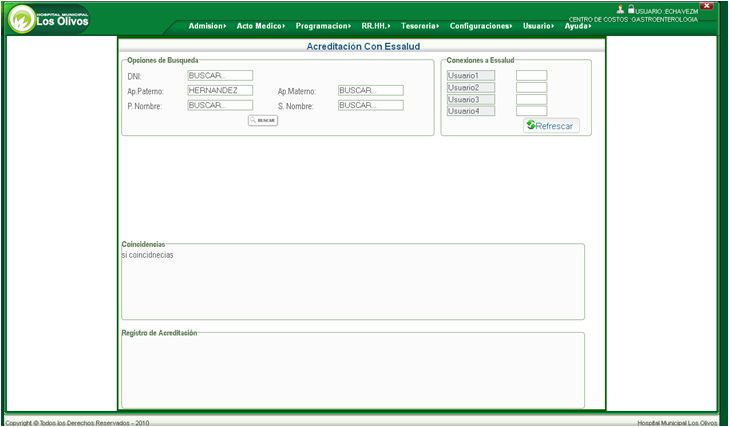 HOSPITAL MUNICIPAL
Los Olivos
USUARIO :ECHAVEZM
CENTRO DE COSTOS :GASTROENTEROLOGIA
Admision Acto Medico Programacion RR.HH. Tesoreria Configuraciones Usuario Ayuda
Acreditación Con Essalud
Opciones de Busqueda
DNI: BUSCAR...
Ap.Paterno: HERNANDEZ Ap.Materno: BUSCAR...
P. Nombre: BUSCAR... S. Nombre: BUSCAR...
BUSCAR
Conexiones a Essalud
Usuario1
Usuario2
Usuario3
Usuario4
Refrescar
Coincidencias
si coincidnecias
Registro de Acreditación
Copyright © Todos los Derechos Reservados - 2010
Hospital Municipal Los Olivos